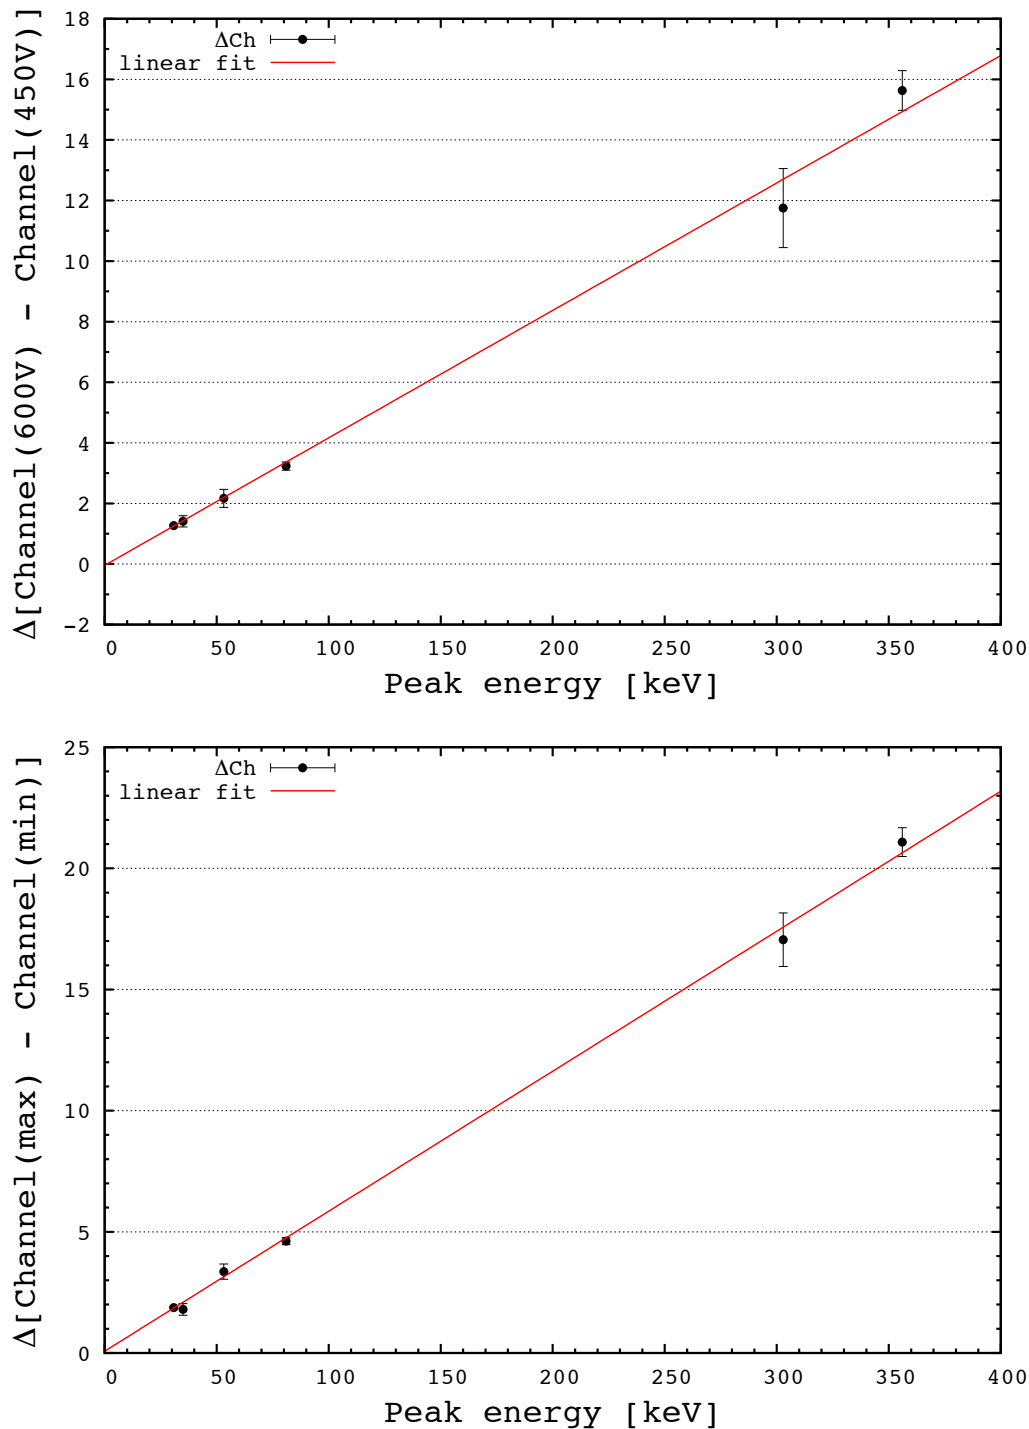 Δ[Channel(600V) - Channel(450V)]
18
16
14
12
10
8
6
4
2
0
-2
ΔCh
linear fit
0 50 100 150 200 250 300 350 400
Peak energy [keV]
Δ[Channel(max) - Channel(min)]
25
20
15
10
5
0
ΔCh
linear fit
0 50 100 150 200 250 300 350 400
Peak energy [keV]